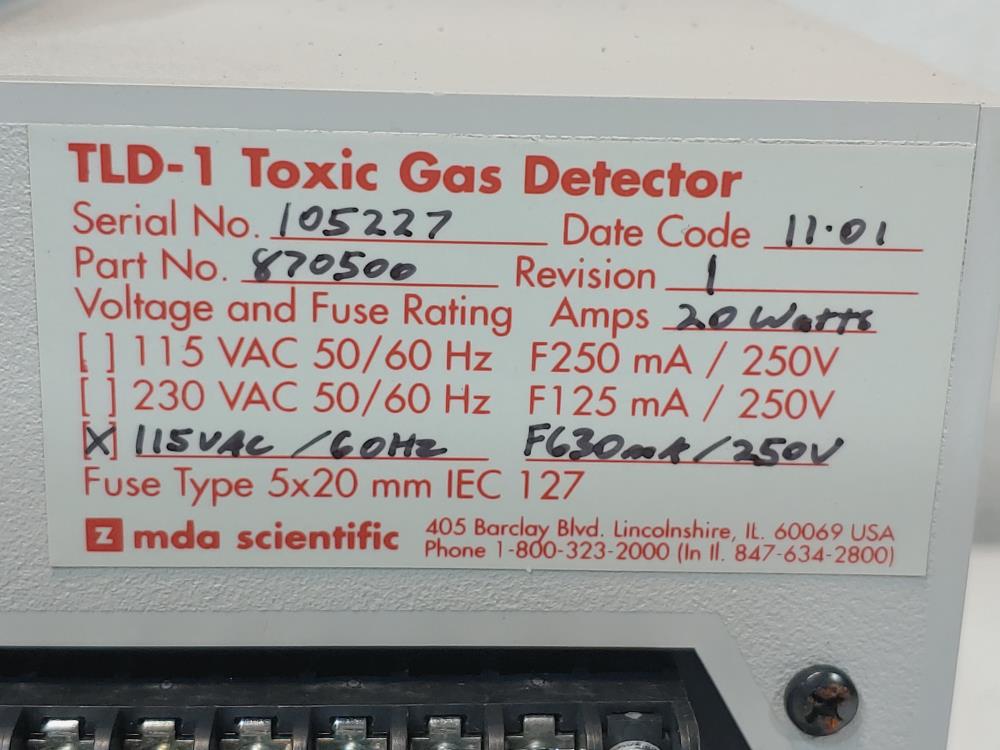 TLD-1 Toxic Gas Detector
Serial No. 105227 Date Code 11.01
Part No. 870500 Revision 1
Voltage and Fuse Rating Amps 20 Watts
[ ] 115 VAC 50/60 Hz F250 mA / 250V
[ ] 230 VAC 50/60 Hz F125 mA / 250V
[X] 115VAC / 60Hz F630mA / 250V
Fuse Type 5x20 mm IEC 127
Z mda scientific 405 Barclay Blvd. Lincolnshire, IL. 60069 USA
Phone 1-800-323-2000 (In Il. 847-634-2800)